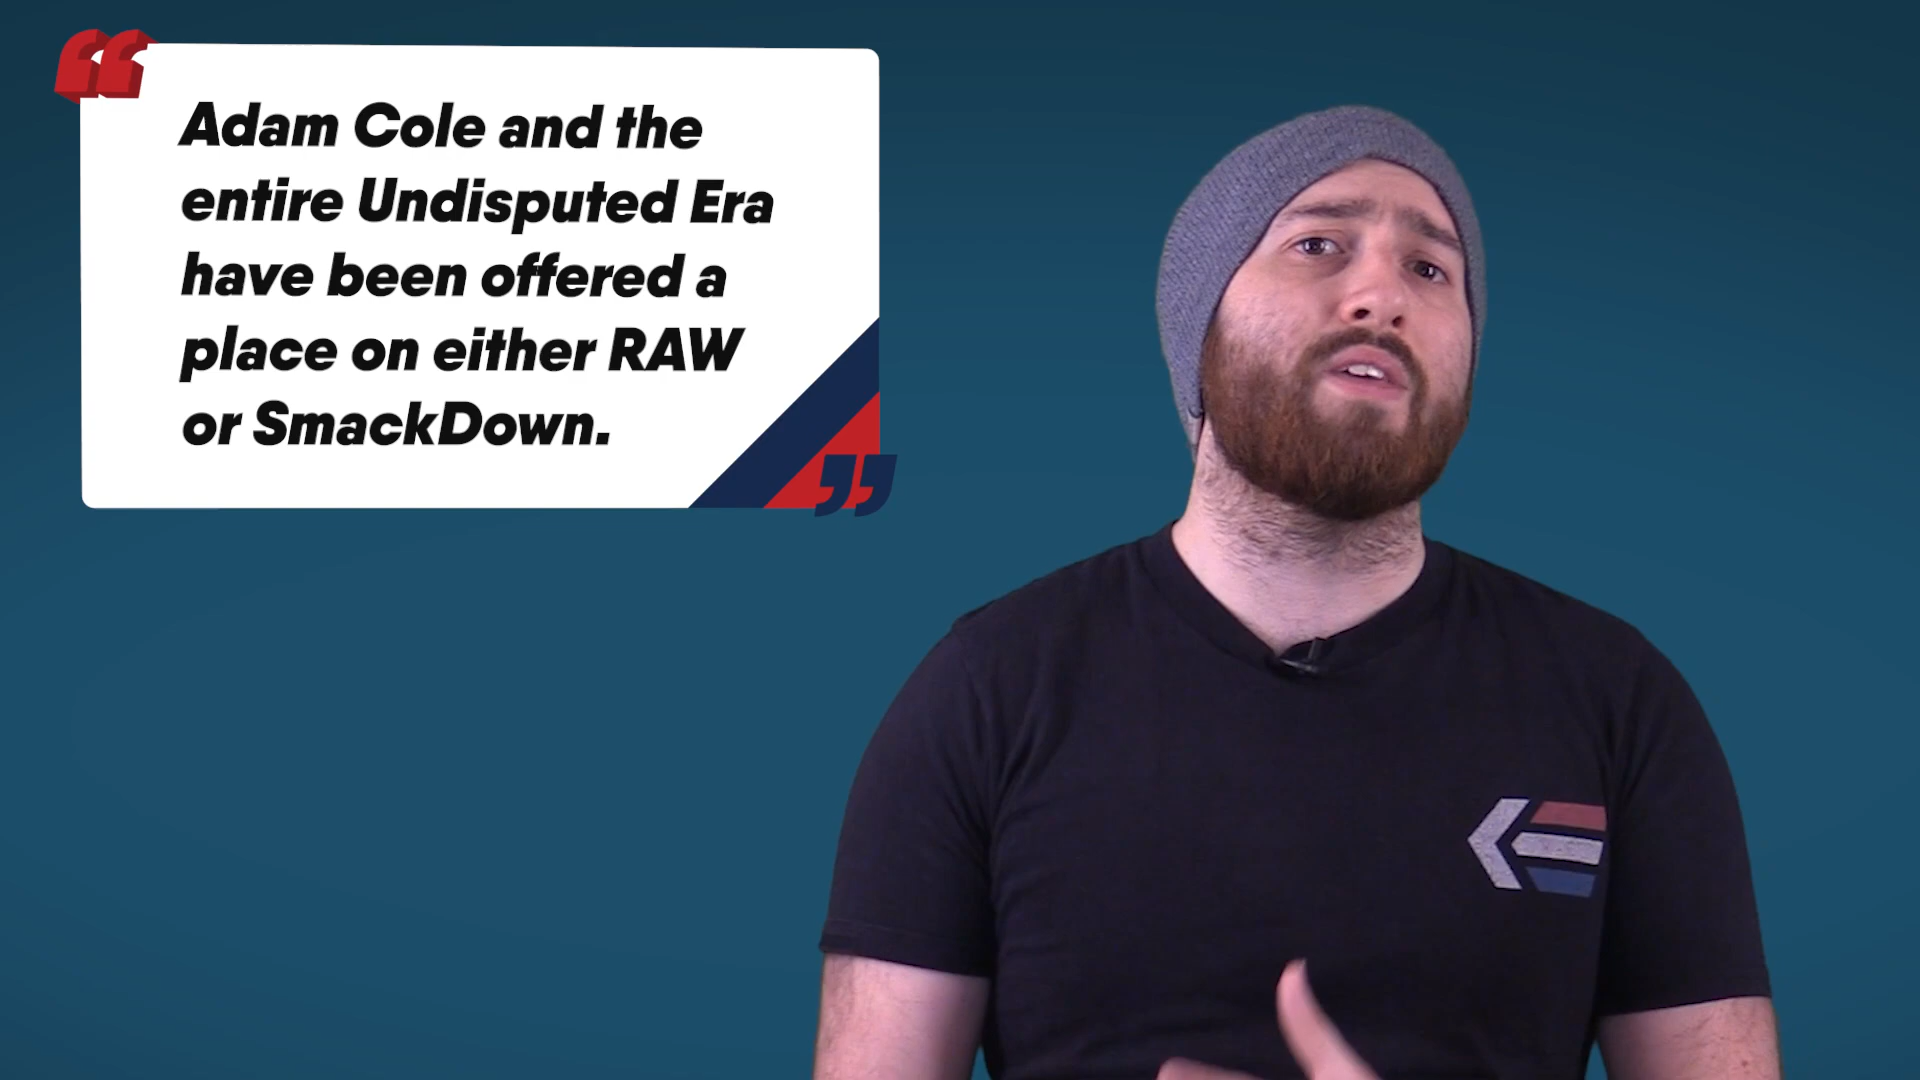 Adam Cole and the
entire Undisputed Era
have been offered a
place on either RAW
or SmackDown.